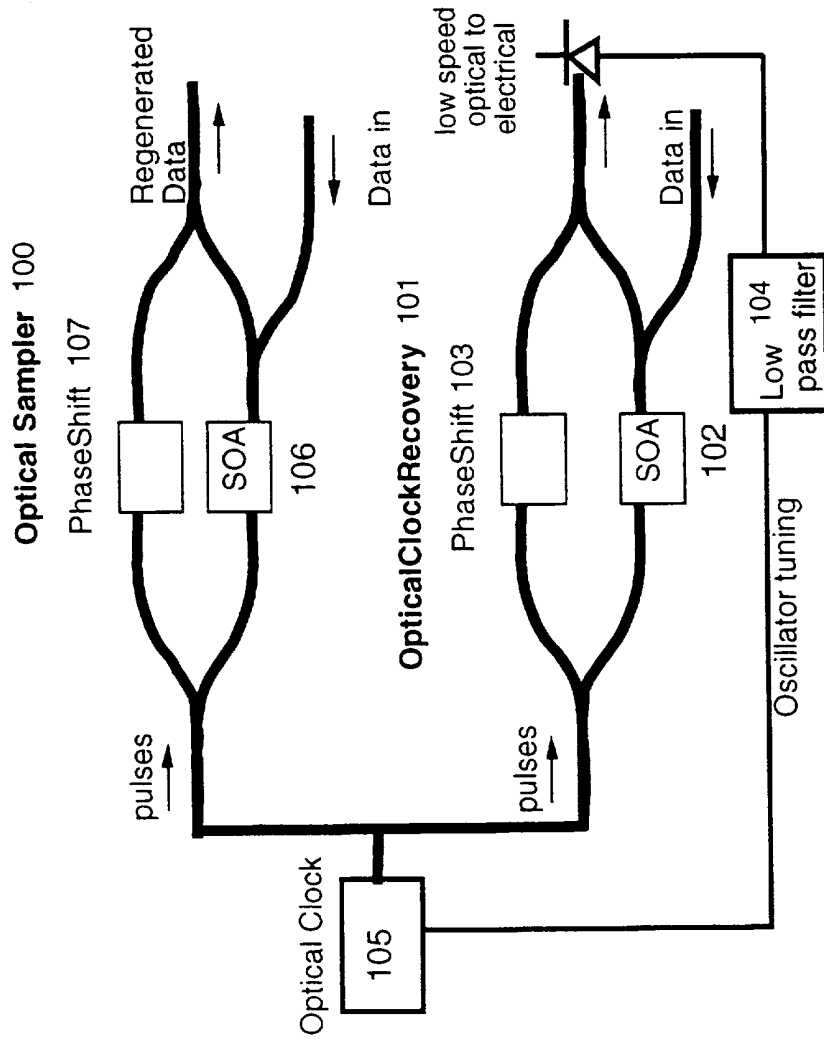 Optical Sampler 100
PhaseShift 107
Regenerated
Data
SOA
106
Data in
pulses
Optical Clock
105
OpticalClockRecovery 101
PhaseShift 103
low speed
optical to
electrical
SOA
102
Data in
pulses
104
Low
pass filter
Oscillator tuning